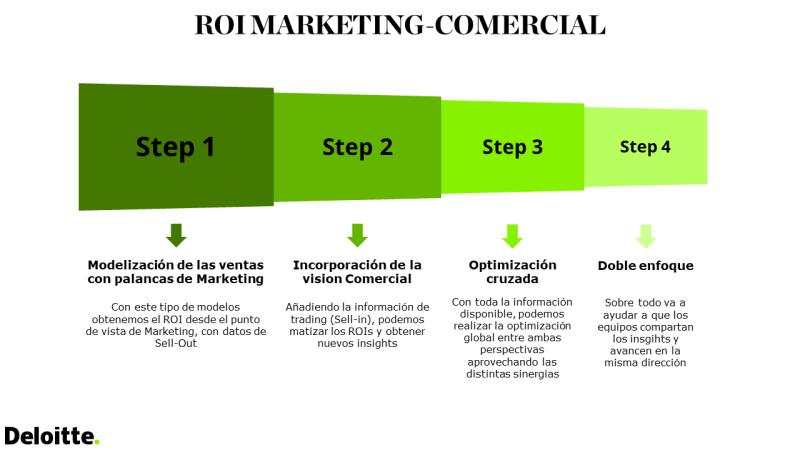 ROI MARKETING-COMERCIAL
Step 1
Step 2
Step 3
Step 4
Modelización de las ventas
con palancas de Marketing
Con este tipo de modelos
obtenemos el ROI desde el punto
de vista de Marketing, con datos de
Sell-Out
Incorporación de la
vision Comercial
Añadiendo la información de
trading (Sell-in), podemos
matizar los ROIs y obtener
nuevos insights
Optimización
cruzada
Con toda la información
disponible, podemos
realizar la optimización
global entre ambas
perspectivas
aprovechando las
distintas sinergias
Doble enfoque
Sobre todo va a
ayudar a que los
equipos compartan
los insgihts y
avancen en la
misma dirección
Deloitte.